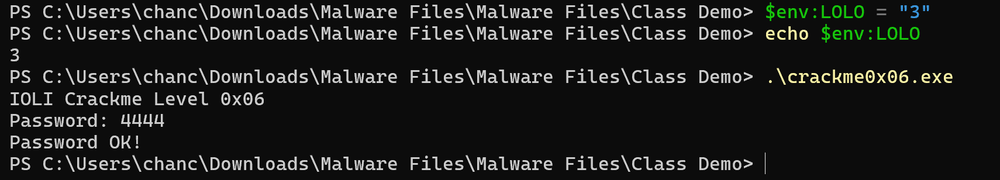 PS C:\Users\chanc\Downloads\Malware Files\Malware Files\Class Demo> $env:LOLO = "3"
PS C:\Users\chanc\Downloads\Malware Files\Malware Files\Class Demo> echo $env:LOLO
3
PS C:\Users\chanc\Downloads\Malware Files\Malware Files\Class Demo> .\crackme0x06.exe
IOLI Crackme Level 0x06
Password: 4444
Password OK!
PS C:\Users\chanc\Downloads\Malware Files\Malware Files\Class Demo>